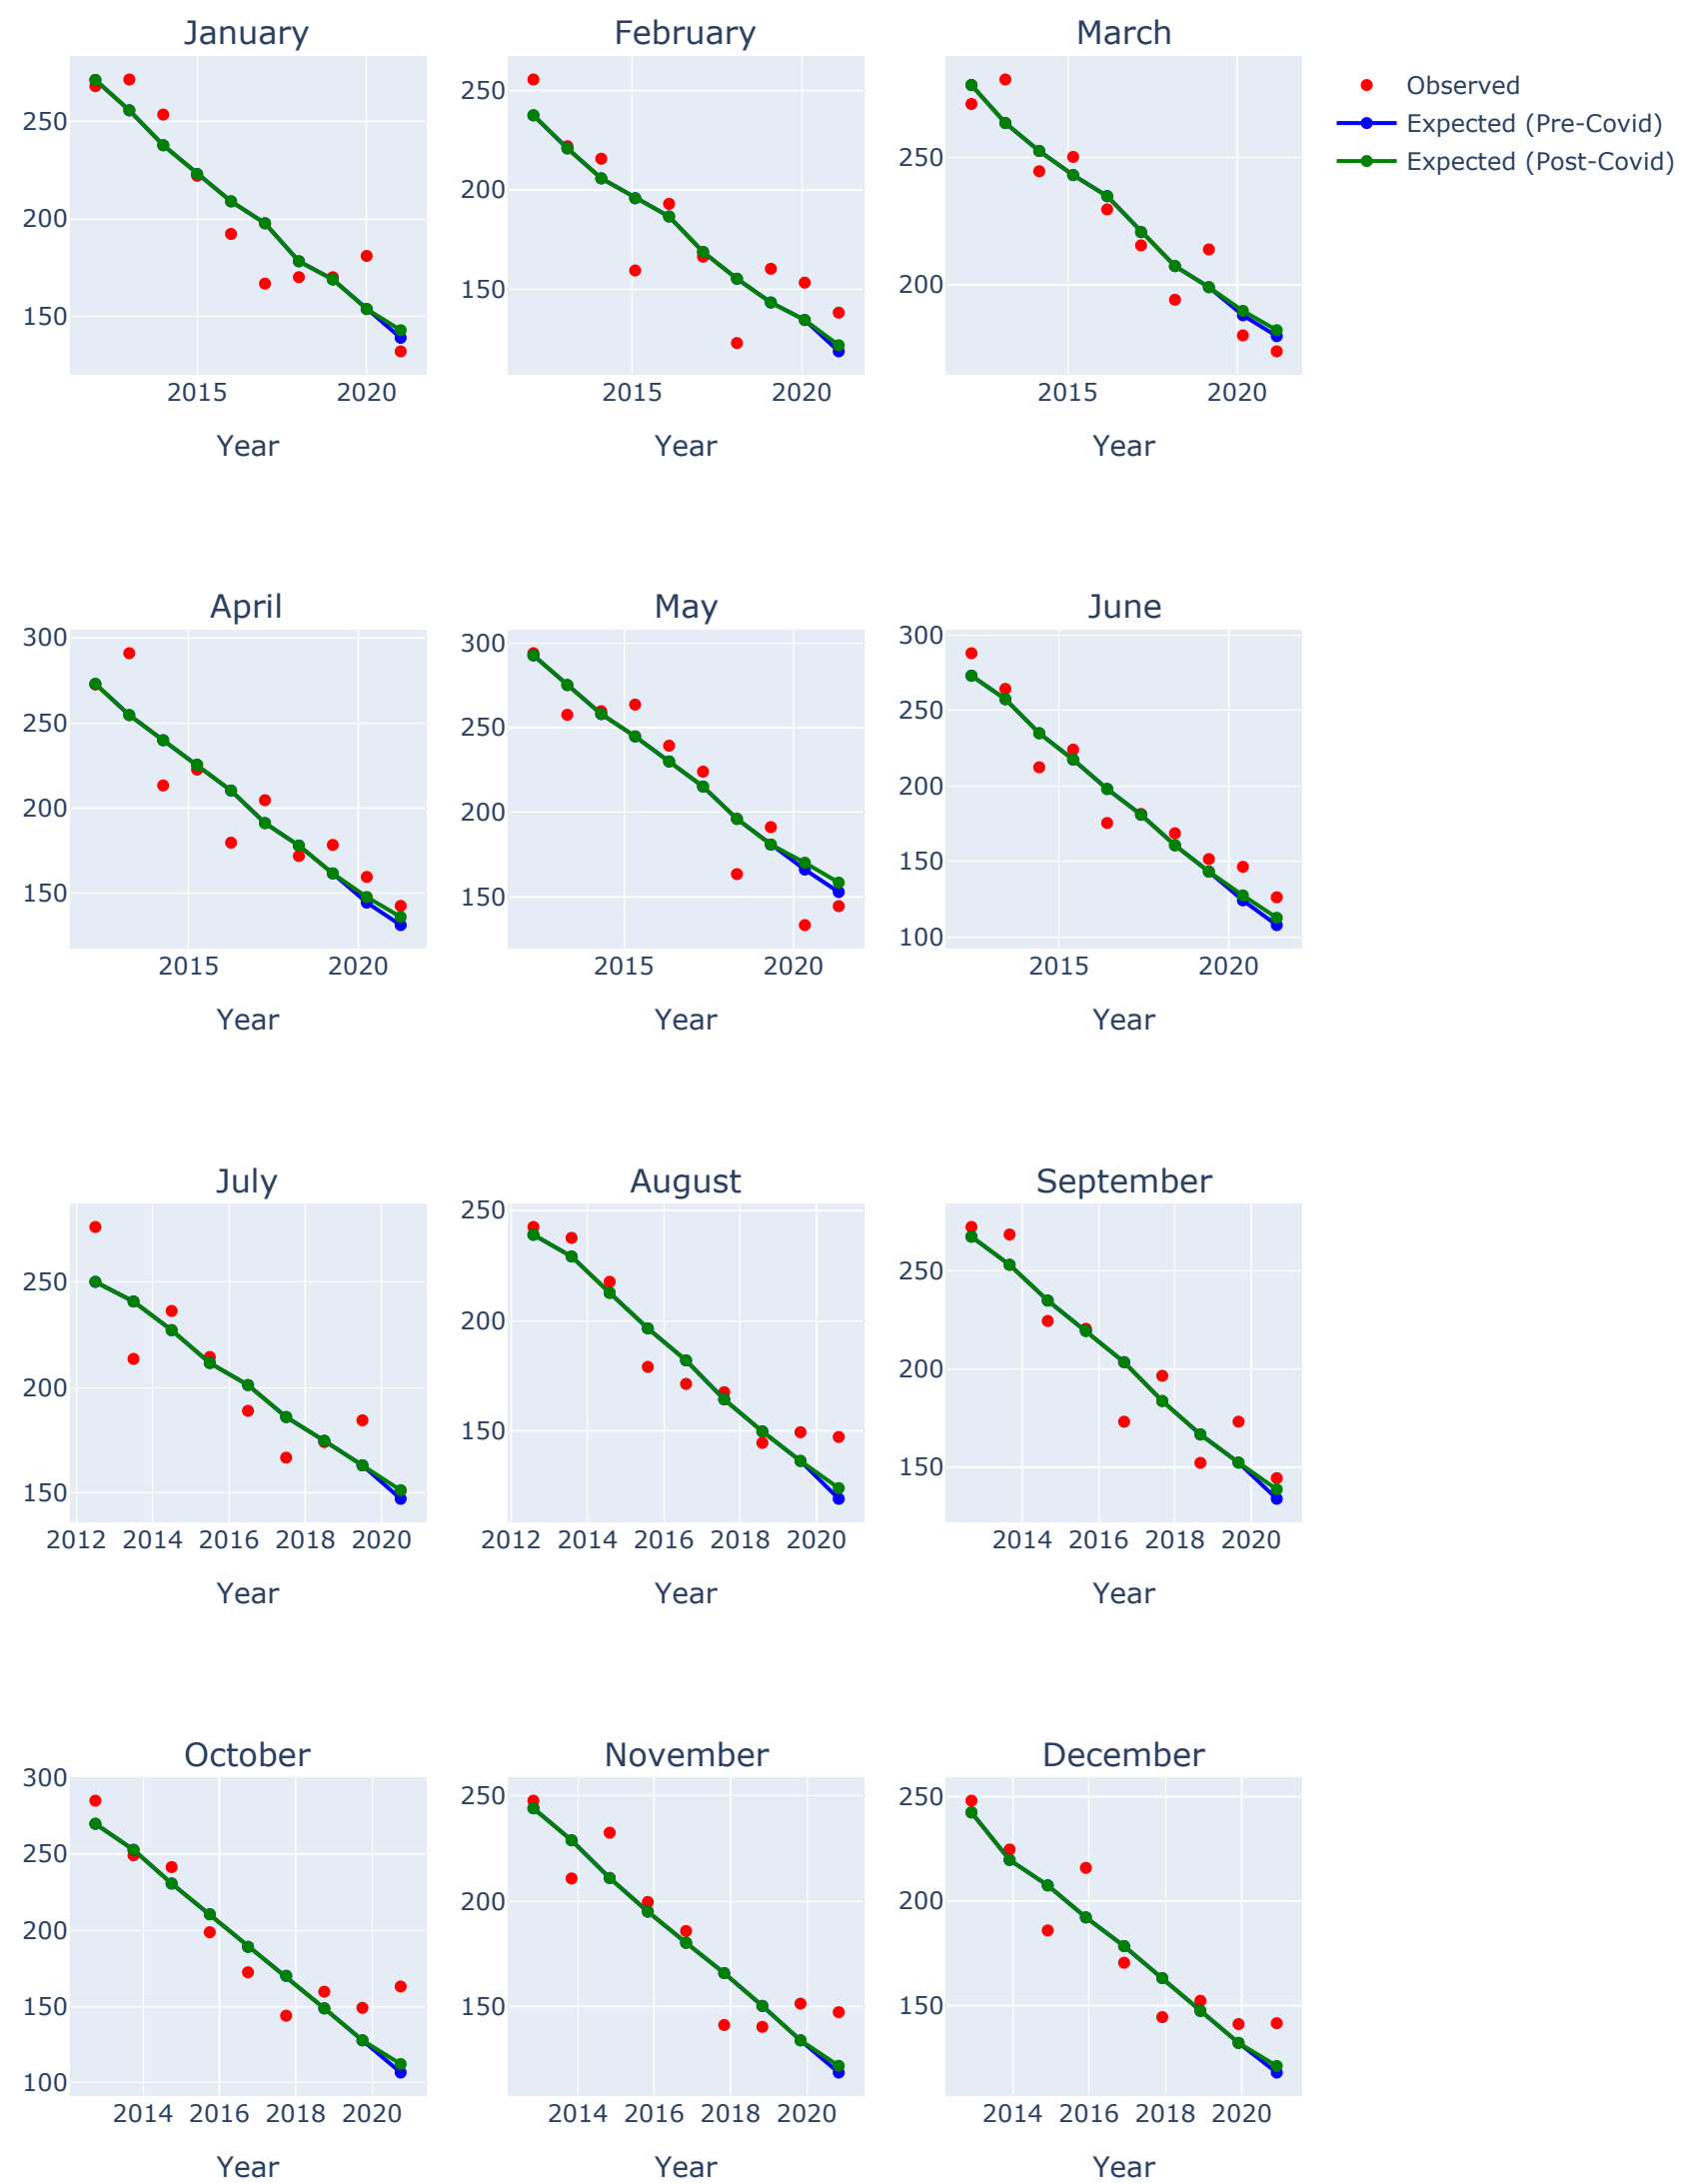 January February March
Observed
Expected (Pre-Covid)
Expected (Post-Covid)
250
200
150
2015 2020
Year
250
200
150
2015 2020
Year
250
200
2015 2020
Year
April May June
300
250
200
150
2015 2020
Year
300
250
200
150
2015 2020
Year
300
250
200
150
100
2015 2020
Year
July August September
250
200
150
2012 2014 2016 2018 2020
Year
250
200
150
2012 2014 2016 2018 2020
Year
250
200
150
2014 2016 2018 2020
Year
October November December
300
250
200
150
100
2014 2016 2018 2020
Year
250
200
150
2014 2016 2018 2020
Year
250
200
150
2014 2016 2018 2020
Year